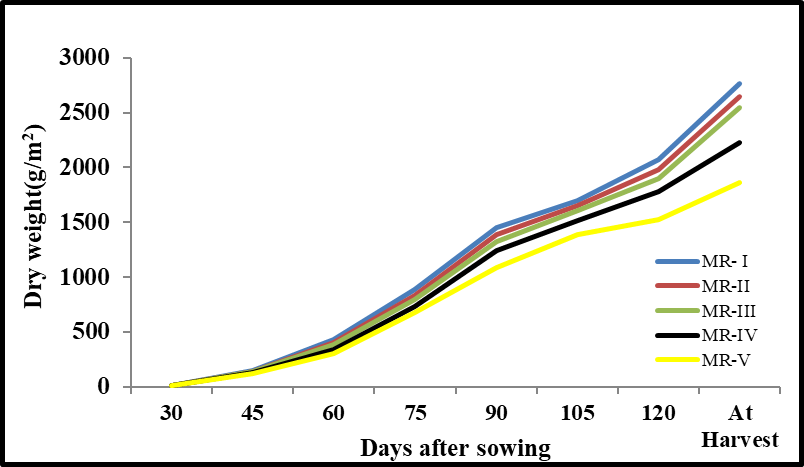 3000
2500
2000
1500
1000
500
0
Dry weight(g/m²)
MR- I
MR-II
MR-III
MR-IV
MR-V
30 45 60 75 90 105 120 At
Harvest
Days after sowing